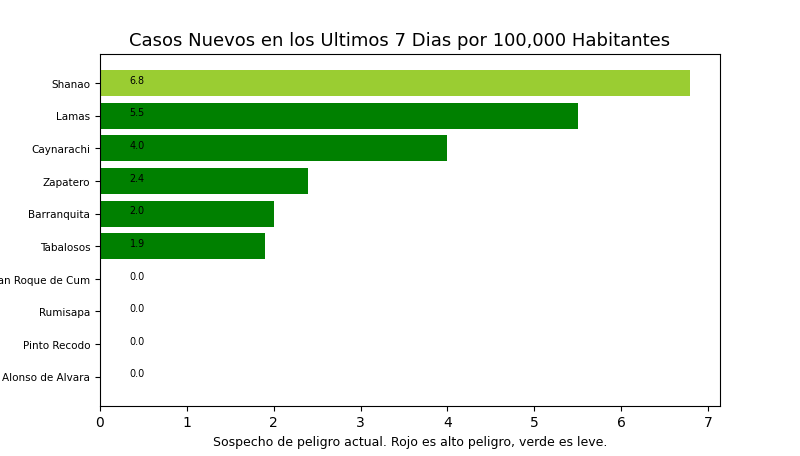 Casos Nuevos en los Ultimos 7 Dias por 100,000 Habitantes
Shanao 6.8
Lamas 5.5
Caynarachi 4.0
Zapatero 2.4
Barranquita 2.0
Tabalosos 1.9
an Roque de Cum 0.0
Rumisapa 0.0
Pinto Recodo 0.0
Alonso de Alvara 0.0
0 1 2 3 4 5 6 7
Sospecho de peligro actual. Rojo es alto peligro, verde es leve.